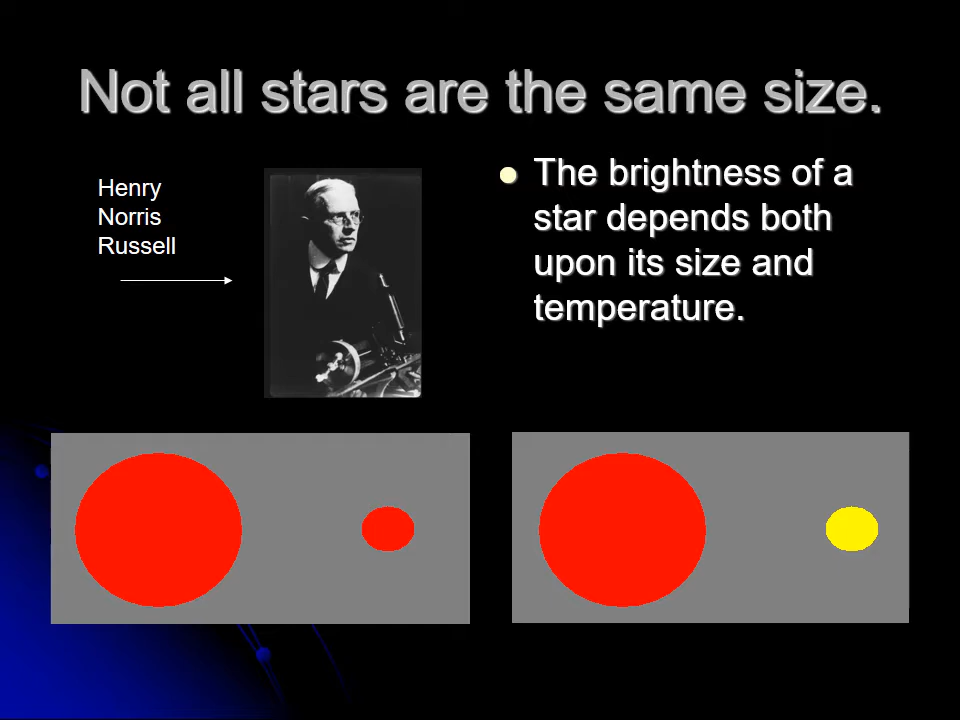 Not all stars are the same size.
Henry
Norris
Russell
The brightness of a
star depends both
upon its size and
temperature.